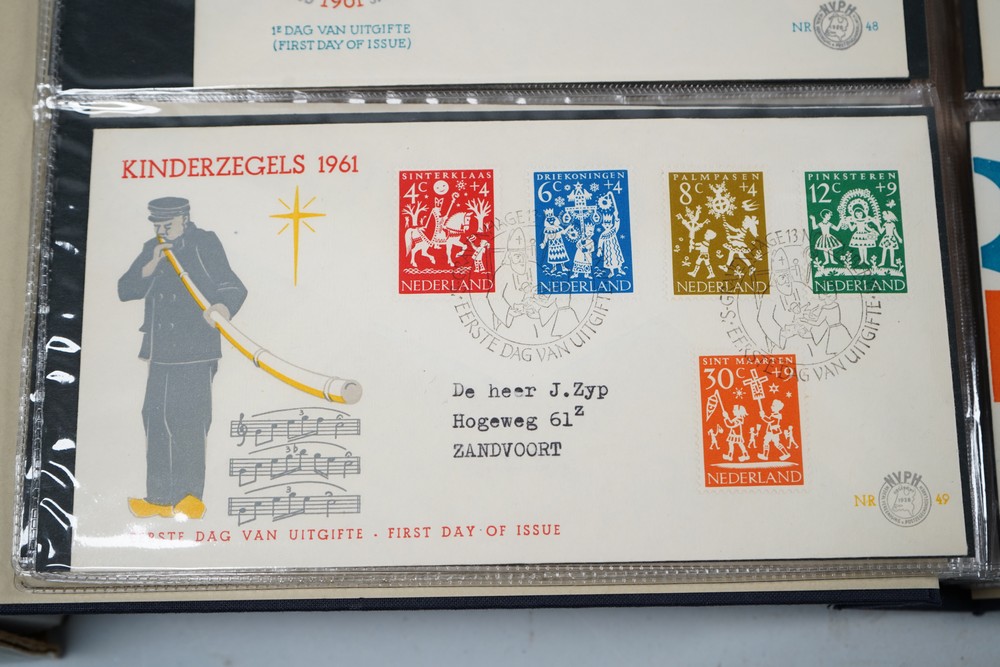 1961
1E DAG VAN UITGIFTE
(FIRST DAY OF ISSUE)
NR NVPH 48
KINDERZEGELS 1961
SINTERKLAAS
4C +4
NEDERLAND
DRIEKONINGEN
6C +4
NEDERLAND
PALMPASEN
8C +4
NEDERLAND
PINKSTEREN
12C +9
NEDERLAND
EERSTE DAG VAN UITGIFTE
DAG VAN UITGIFTE
SINT MAARTEN
30C +9
NEDERLAND
De heer J.Zyp
Hogeweg 61z
ZANDVOORT
NR NVPH 49
DAG VAN UITGIFTE - FIRST DAY OF ISSUE